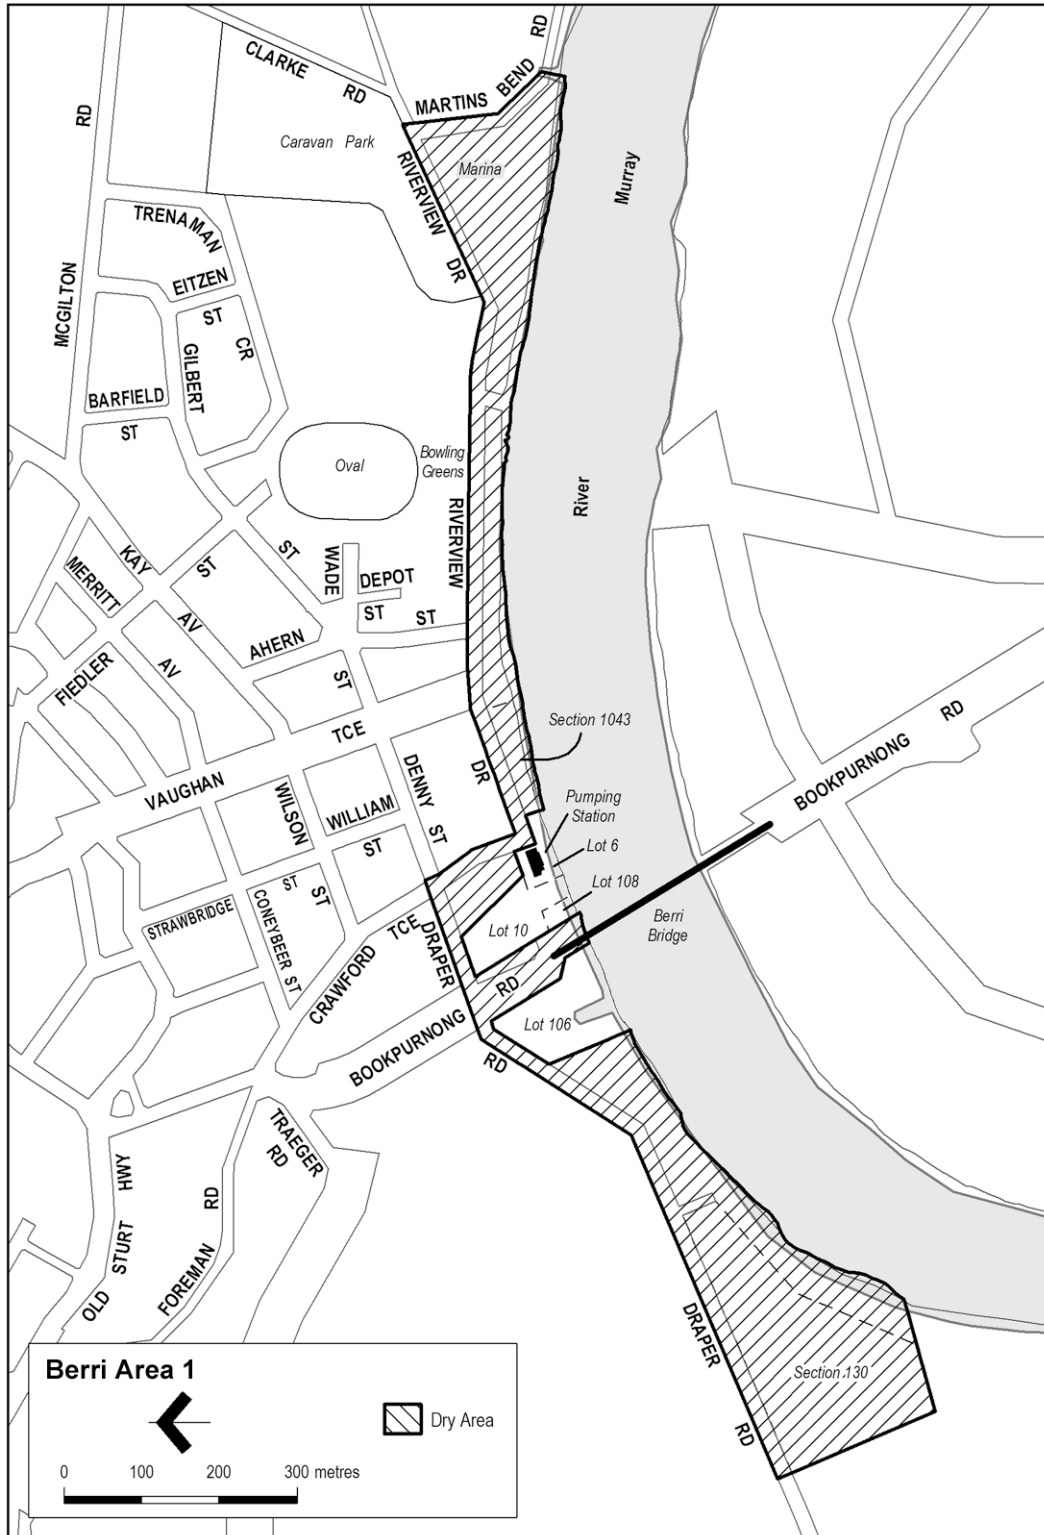 RD
CLARKE
RD
MARTINS
BEND
RD
Caravan Park
Marina
Murray
RIVERVIEW
DR
TRENAMAN
EITZEN
ST
CR
MCGILTON
GILBERT
BARFIELD
ST
Oval
Bowling
Greens
River
RIVERVIEW
KAY
ST
ST
WADE
DEPOT
ST
ST
MERRITT
AV
AHERN
ST
FIEDLER
AV
TCE
Section 1043
BOOKPURNONG
RD
VAUGHAN
WILSON
WILLIAM
ST
DENNY
ST
DR
Pumping
Station
Lot 6
Lot 108
ST
ST
STRAWBRIDGE
CONEYBEER ST
CRAWFORD
TCE
DRAPER
Lot 10
Berri
Bridge
RD
Lot 106
BOOKPURNONG
RD
TRAEGER
RD
OLD
STURT
HWY
FOREMAN
RD
DRAPER
RD
Section 130
Berri Area 1
Dry Area
0 100 200 300 metres